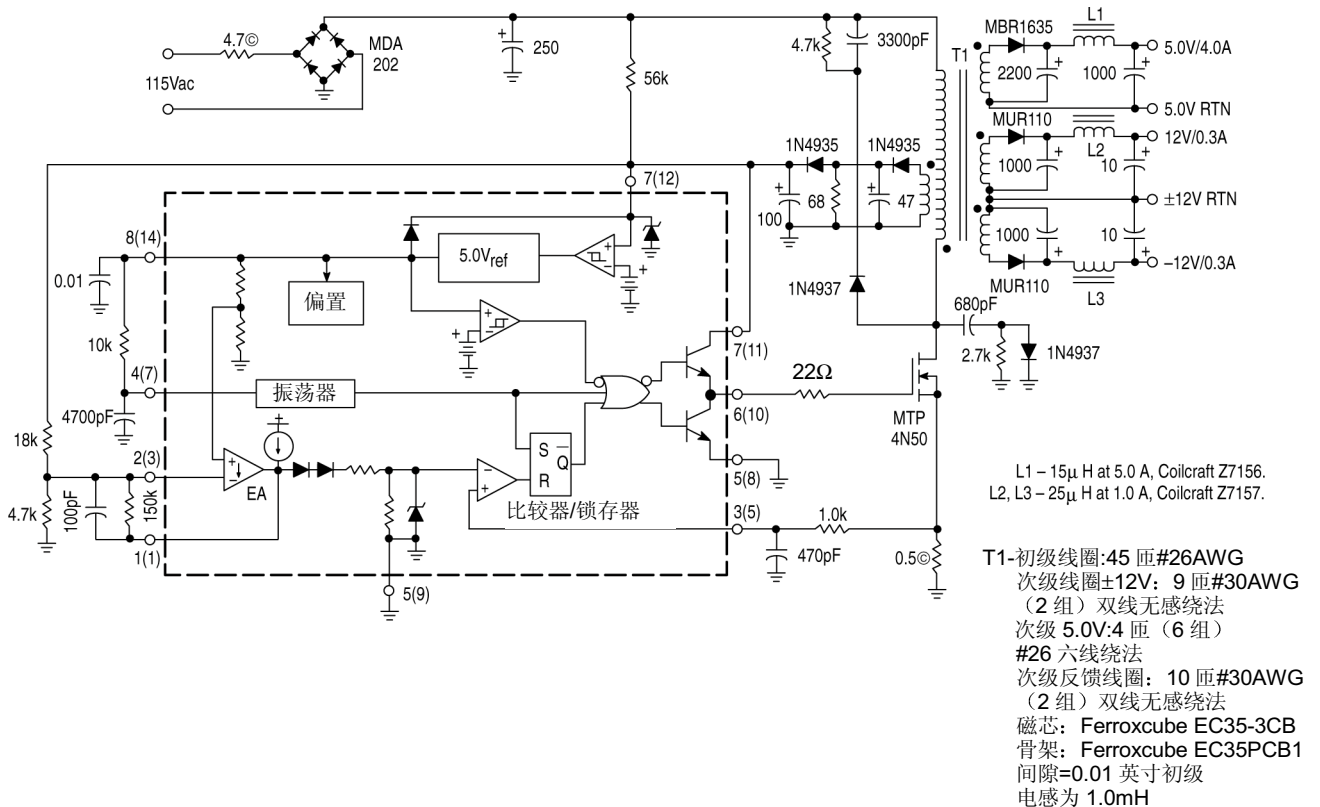 4.7©
MDA
202
115Vac
250
56k
4.7k
3300pF
T1
MBR1635
L1
5.0V/4.0A
2200
1000
5.0V RTN
MUR110
12V/0.3A
1000
L2
10
±12V RTN
1000
10
–12V/0.3A
MUR110
L3
1N4935
1N4935
100
68
47
7(12)
8(14)
0.01
5.0Vref
偏置
1N4937
680pF
2.7k
1N4937
10k
7(11)
22Ω
4(7)
振荡器
6(10)
MTP
4N50
4700pF
18k
2(3)
S
Q
R
5(8)
EA
比较器/锁存器
4.7k
100pF
150k
1(1)
3(5)
1.0k
470pF
0.5©
5(9)
L1 – 15μ H at 5.0 A, Coilcraft Z7156.
L2, L3 – 25μ H at 1.0 A, Coilcraft Z7157.
T1-初级线圈:45 匝#26AWG
次级线圈±12V：9 匝#30AWG
（2 组）双线无感绕法
次级 5.0V:4 匝（6 组）
#26 六线绕法
次级反馈线圈：10 匝#30AWG
（2 组）双线无感绕法
磁芯：Ferroxcube EC35-3CB
骨架：Ferroxcube EC35PCB1
间隙=0.01 英寸初级
电感为 1.0mH